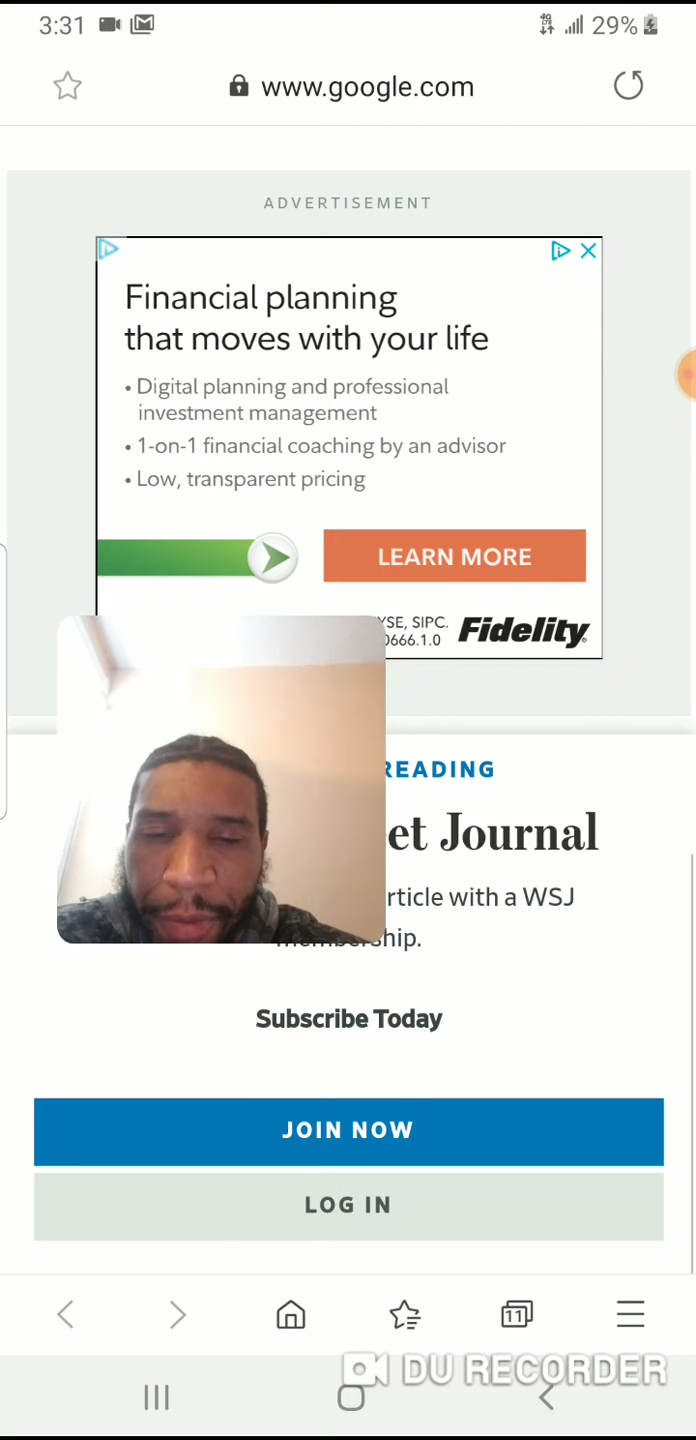 3:31
29%
www.google.com
ADVERTISEMENT
Financial planning
that moves with your life
• Digital planning and professional
investment management
• 1-on-1 financial coaching by an advisor
• Low, transparent pricing
LEARN MORE
YSE, SIPC.
0666.1.0
Fidelity
READING
et Journal
rticle with a WSJ
membership.
Subscribe Today
JOIN NOW
LOG IN
11
DU RECORDER